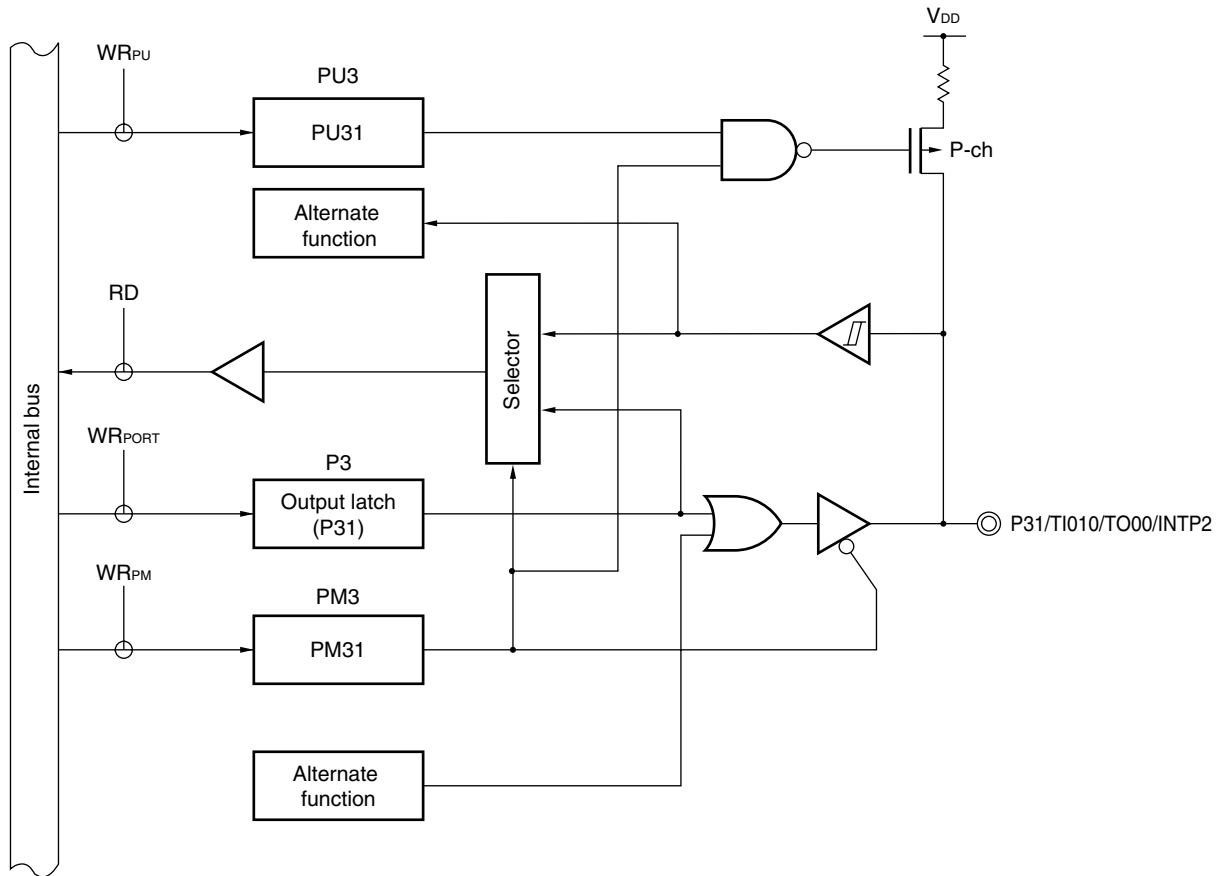 VDD
WRPU
PU3
PU31
P-ch
Alternate
function
RD
Selector
Internal bus
WRPORT
P3
Output latch
(P31)
P31/TI010/TO00/INTP2
WRPM
PM3
PM31
Alternate
function